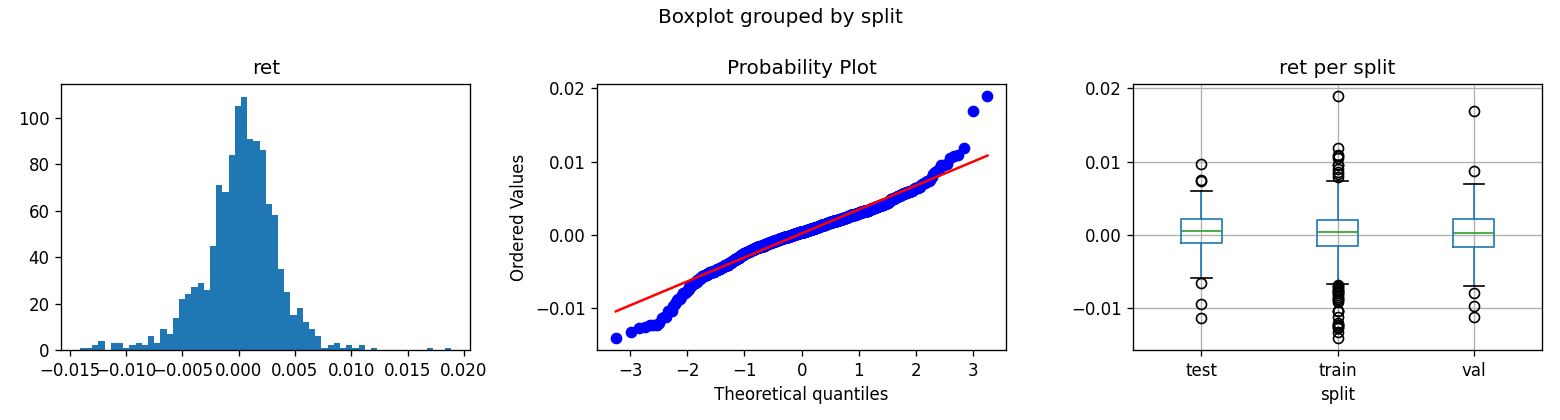 Boxplot grouped by split
ret
100
80
60
40
20
0
−0.015 −0.010 −0.005 0.000 0.005 0.010 0.015 0.020
Probability Plot
Ordered Values
0.02
0.01
0.00
−0.01
−3 −2 −1 0 1 2 3
Theoretical quantiles
ret per split
0.02
0.01
0.00
−0.01
test train val
split